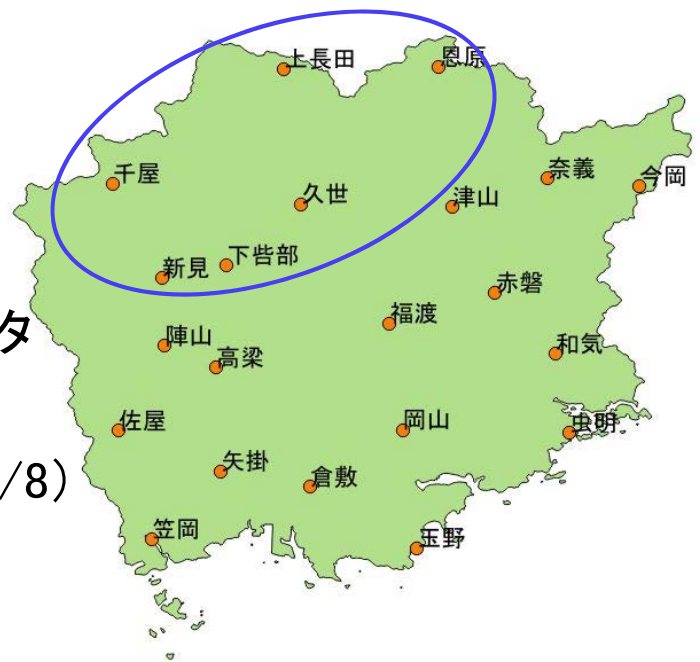 上長田
恩原
千屋
久世
奈義
今岡
津山
新見
下呰部
赤磐
タ
陣山
高梁
福渡
和気
佐屋
岡山
虫明
/8)
矢掛
倉敷
笠岡
玉野